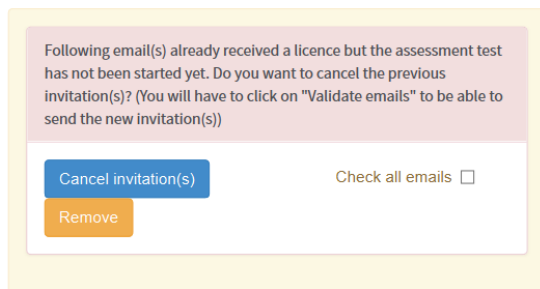 Following email(s) already received a licence but the assessment test
has not been started yet. Do you want to cancel the previous
invitation(s)? (You will have to click on "Validate emails" to be able to
send the new invitation(s))
Cancel invitation(s)
Check all emails
Remove